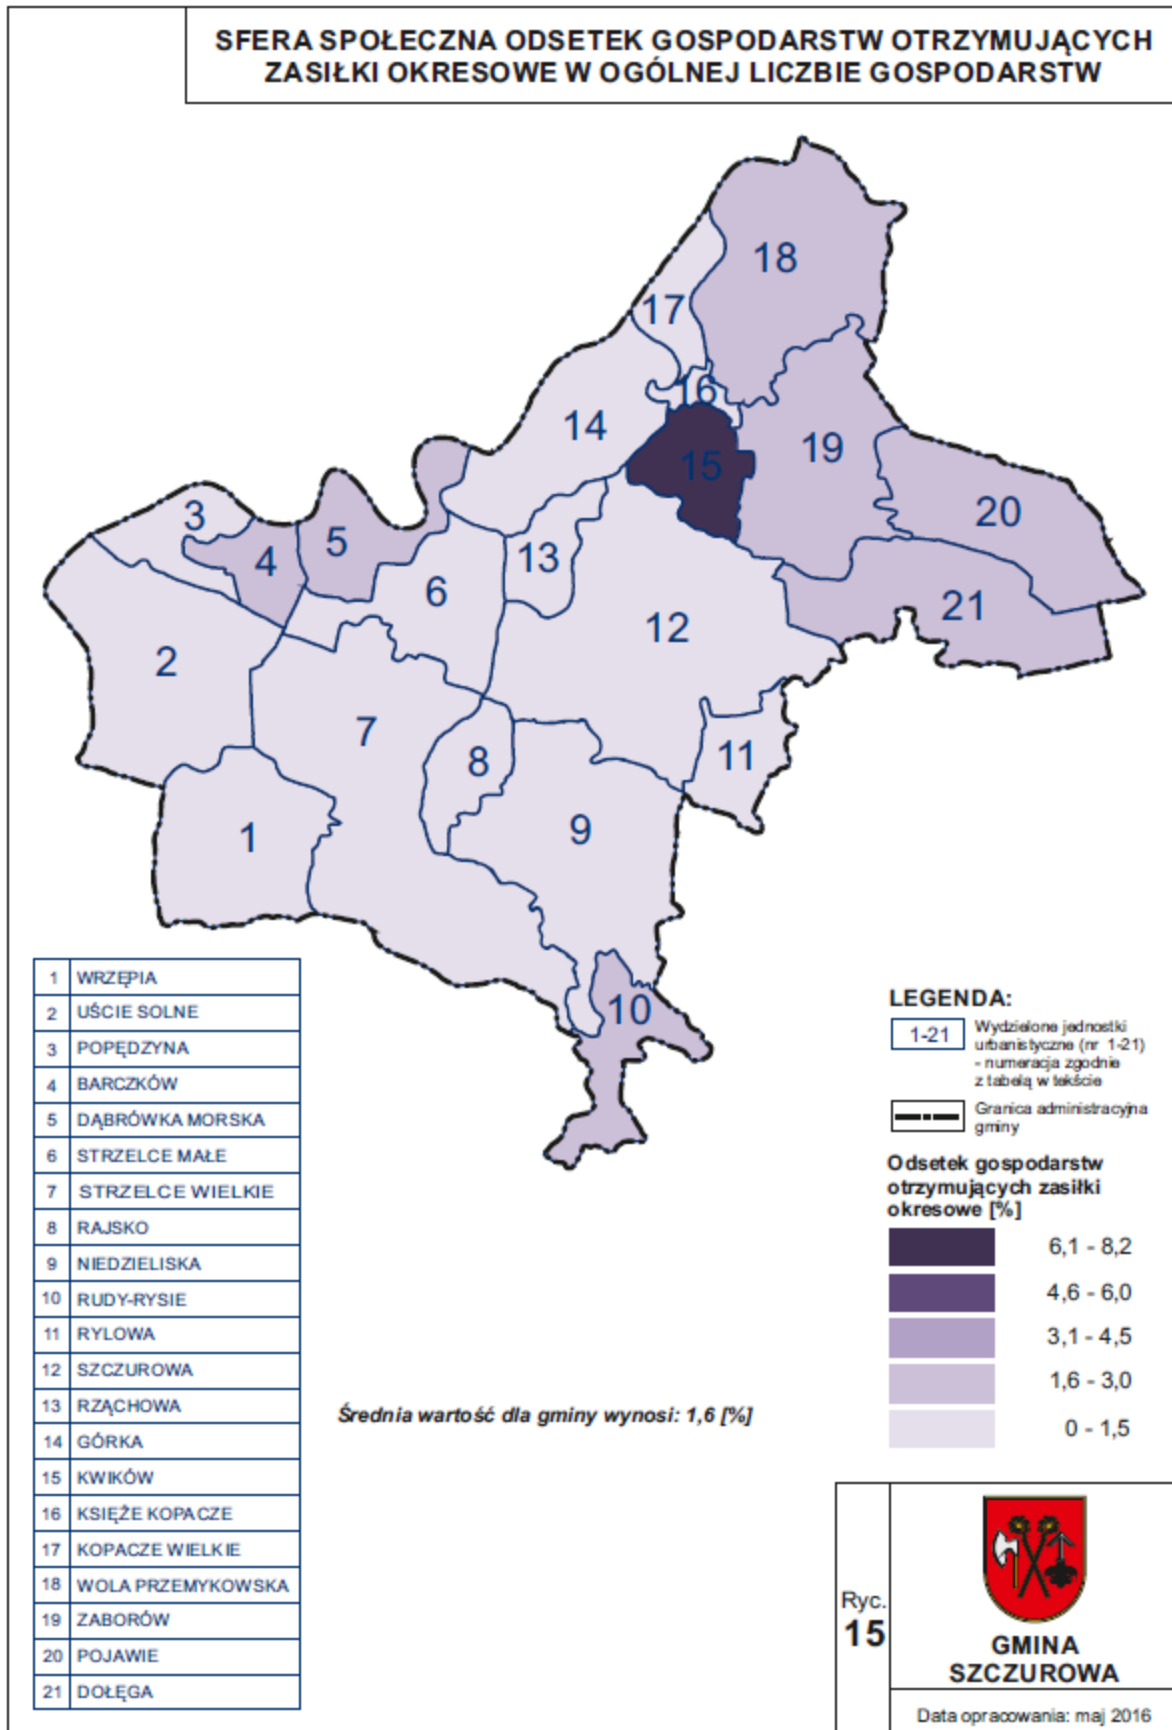 SFERA SPOŁECZNA ODSETEK GOSPODARSTW OTRZYMUJĄCYCH
ZASIŁKI OKRESOWE W OGÓLNEJ LICZBIE GOSPODARSTW
18
17
16
14
15
19
20
3
4
5
13
6
21
12
2
7
8
11
1
9
10
1 WRZĘPIA
2 UŚCIE SOLNE
3 POPĘDZYNA
4 BARCZKÓW
5 DĄBRÓWKA MORSKA
6 STRZELCE MAŁE
7 STRZELCE WIELKIE
8 RAJSKO
9 NIEDZIELISKA
10 RUDY-RYSIE
11 RYLOWA
12 SZCZUROWA
13 RZĄCHOWA
14 GÓRKA
15 KWIKÓW
16 KSIĘŻE KOPACZE
17 KOPACZE WIELKIE
18 WOLA PRZEMYKOWSKA
19 ZABORÓW
20 POJAWIE
21 DOŁĘGA
Średnia wartość dla gminy wynosi: 1,6 [%]
LEGENDA:
1-21
Wydzielone jednostki
urbanistyczne (nr 1-21)
- numeracja zgodnie
z tabelą w tekście
Granica administracyjna
gminy
Odsetek gospodarstw
otrzymujących zasiłki
okresowe [%]
6,1 - 8,2
4,6 - 6,0
3,1 - 4,5
1,6 - 3,0
0 - 1,5
Ryc.
15
GMINA
SZCZUROWA
Data opracowania: maj 2016